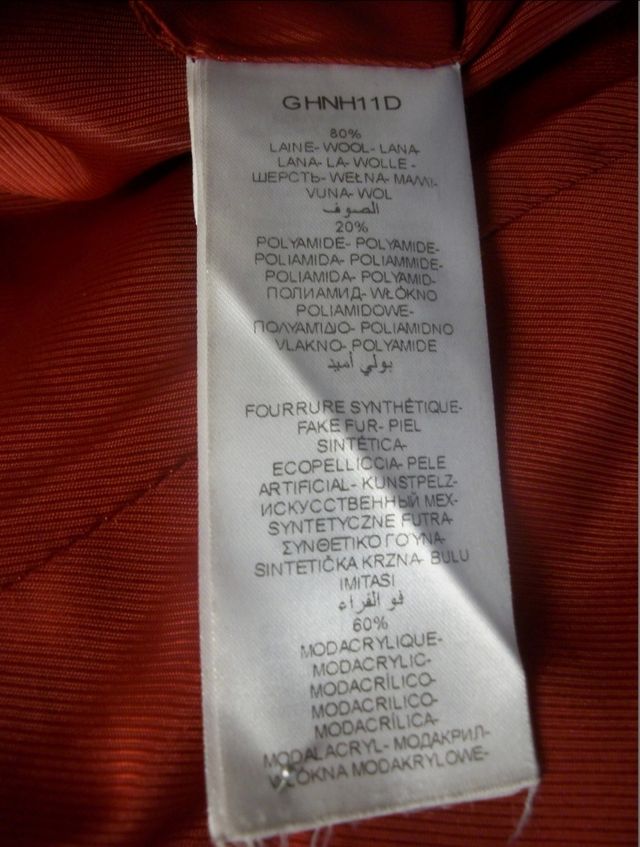 GHNH11D
80%
LAINE- WOOL- LANA-
LANA- LA- WOLLE -
ШЕРСТЬ- WEŁNA- ΜΑΛΛΙ-
VUNA- WOL
الصوف
20%
POLYAMIDE- POLYAMIDE-
POLIAMIDA- POLIAMMIDE-
POLIAMIDA- POLYAMID-
ПОЛИАМИД- WŁÓKNO
POLIAMIDOWE-
ΠΟΛΥΑΜΊΔΙΟ- POLIAMIDNO
VLAKNO- POLYAMIDE
بولي أميد
FOURRURE SYNTHÉTIQUE-
FAKE FUR- PIEL
SINTÉTICA-
ECOPELLICCIA- PELE
ARTIFICIAL- KUNSTPELZ-
ИСКУССТВЕННЫЙ МЕХ-
SYNTETYCZNE FUTRA-
ΣΥΝΘΕΤΙΚΌ ΓΟΎΝΑ-
SINTETIČKA KRZNA- BULU
IMITASI
فو الفراء
60%
MODACRYLIQUE-
MODACRYLIC-
MODACRÍLICO-
MODACRILICO-
MODACRÍLICA-
MODALACRYL- МОДАКРИЛ-
WŁÓKNA MODAKRYLOWE-